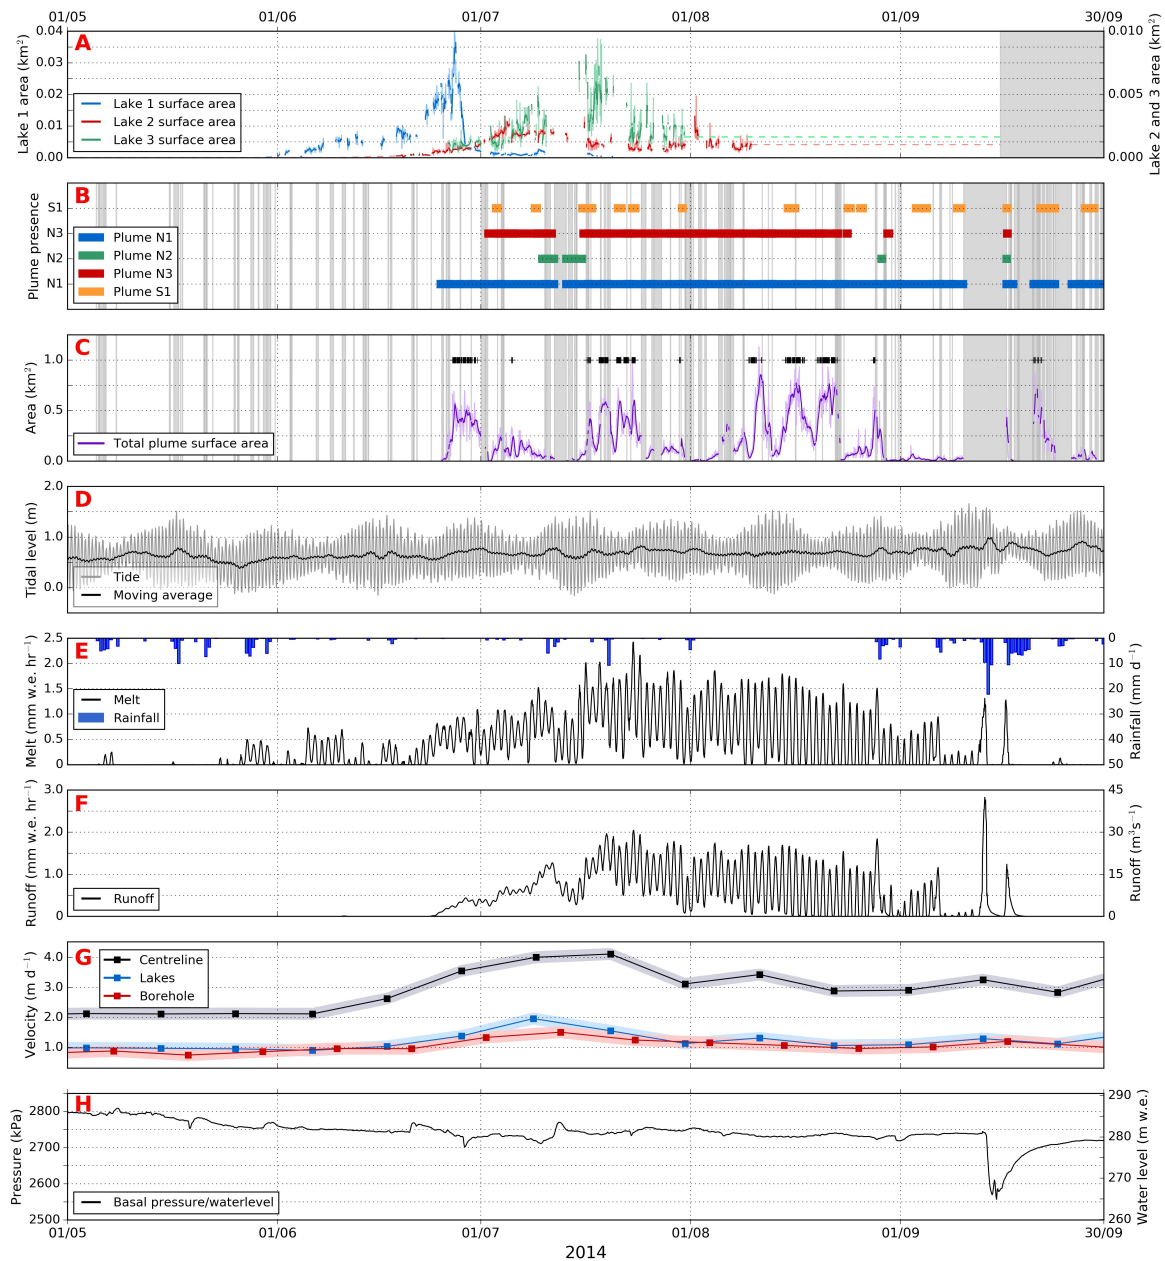 01/05 01/06 01/07 01/08 01/09 30/09
A
Lake 1 area (km²)
0.04
0.03
0.02
0.01
0.00
Lake 1 surface area
Lake 2 surface area
Lake 3 surface area
0.010
0.005
0.000
Lake 2 and 3 area (km²)
B
Plume presence
S1
N3
N2
N1
Plume N1
Plume N2
Plume N3
Plume S1
C
Area (km²)
1.0
0.5
0.0
Total plume surface area
D
Tidal level (m)
2.0
1.0
0.0
Tide
Moving average
E
Melt (mm w.e. hr⁻¹)
2.5
2.0
1.5
1.0
0.5
0
Melt
Rainfall
0
10
20
30
40
50
Rainfall (mm d⁻¹)
F
Runoff (mm w.e. hr⁻¹)
3.0
2.0
1.0
0
Runoff
45
30
15
0
Runoff (m³s⁻¹)
G
Velocity (m d⁻¹)
4.0
3.0
2.0
1.0
Centreline
Lakes
Borehole
H
Pressure (kPa)
2800
2700
2600
2500
Basal pressure/waterlevel
290
280
270
260
Water level (m w.e.)
01/05 01/06 01/07 01/08 01/09 30/09
2014